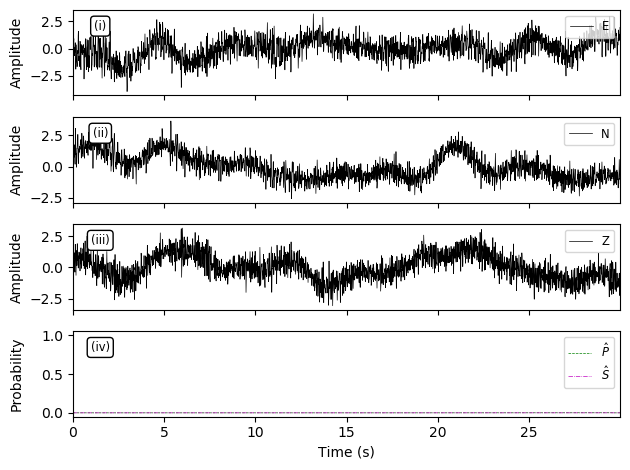 (i)
E
Amplitude
2.5
0.0
−2.5
(ii)
N
Amplitude
2.5
0.0
−2.5
(iii)
Z
Amplitude
2.5
0.0
−2.5
(iv)
P̂
Ŝ
Probability
1.0
0.5
0.0
0 5 10 15 20 25
Time (s)